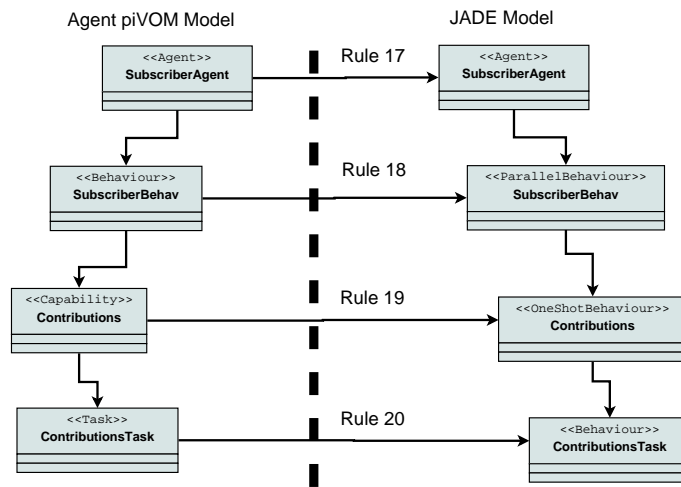 Agent piVOM Model
JADE Model
<<Agent>>
SubscriberAgent
Rule 17
<<Agent>>
SubscriberAgent
<<Behaviour>>
SubscriberBehav
Rule 18
<<ParallelBehaviour>>
SubscriberBehav
<<Capability>>
Contributions
Rule 19
<<OneShotBehaviour>>
Contributions
<<Task>>
ContributionsTask
Rule 20
<<Behaviour>>
ContributionsTask